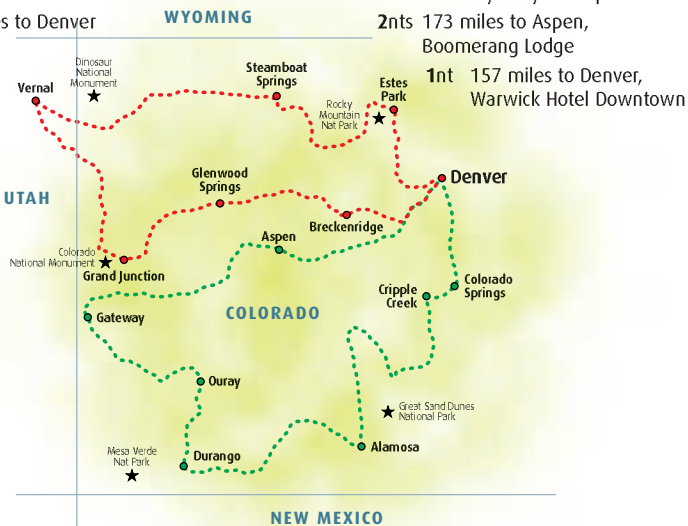 s to Denver
WYOMING
2nts 173 miles to Aspen,
Boomerang Lodge
1nt 157 miles to Denver,
Warwick Hotel Downtown
Dinosaur
National
Monument
Vernal
Steamboat
Springs
Estes
Park
Rocky
Mountain
Nat Park
Denver
Glenwood
Springs
UTAH
Breckenridge
Aspen
Colorado
National Monument
Grand Junction
Colorado
Springs
Cripple
Creek
COLORADO
Gateway
Ouray
Great Sand Dunes
National Park
Alamosa
Mesa Verde
Nat Park
Durango
NEW MEXICO